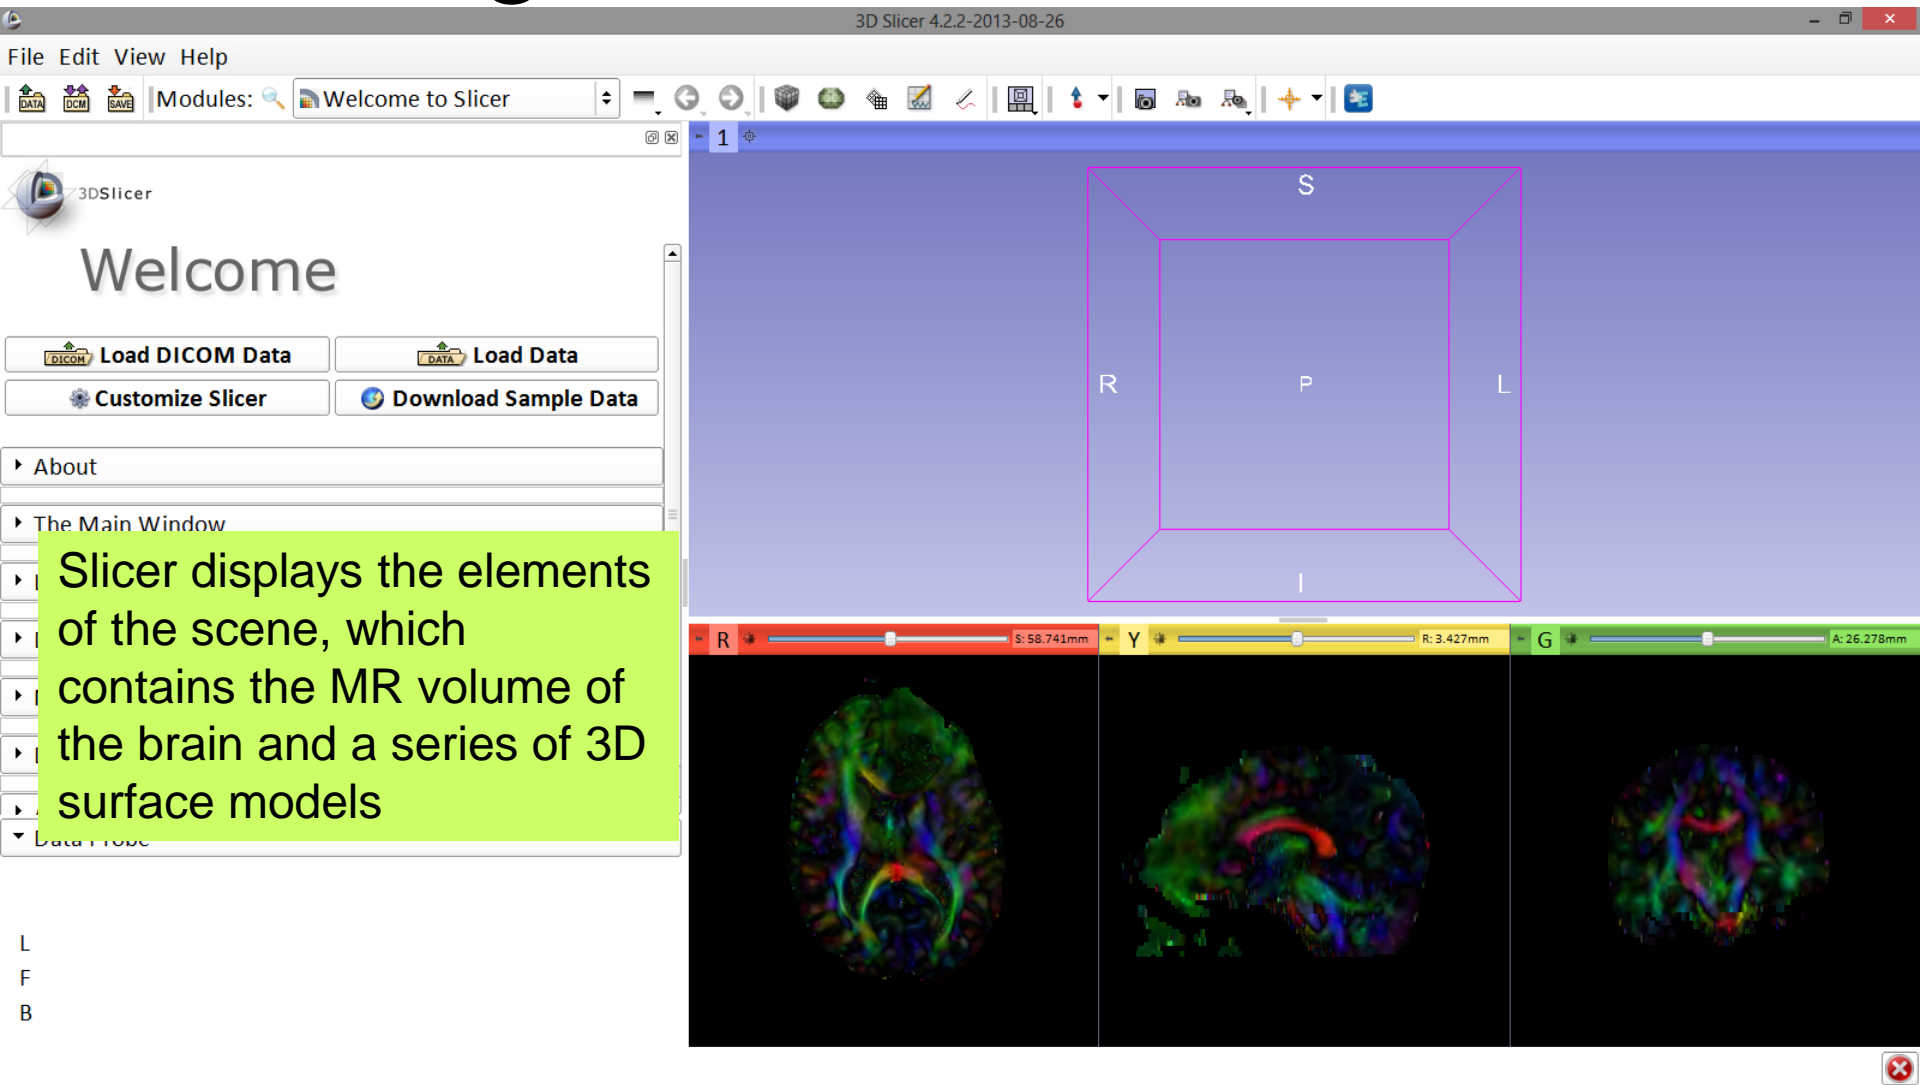 3D Slicer 4.2.2-2013-08-26
File Edit View Help
DATA DCM SAVE Modules: Welcome to Slicer
1
3DSlicer
Welcome
DICOM Load DICOM Data
DATA Load Data
Customize Slicer
Download Sample Data
About
The Main Window
Slicer displays the elements
of the scene, which
contains the MR volume of
the brain and a series of 3D
surface models
Data Probe
L
F
B
S
R P L
I
R S: 58.741mm
Y R: 3.427mm
G A: 26.278mm